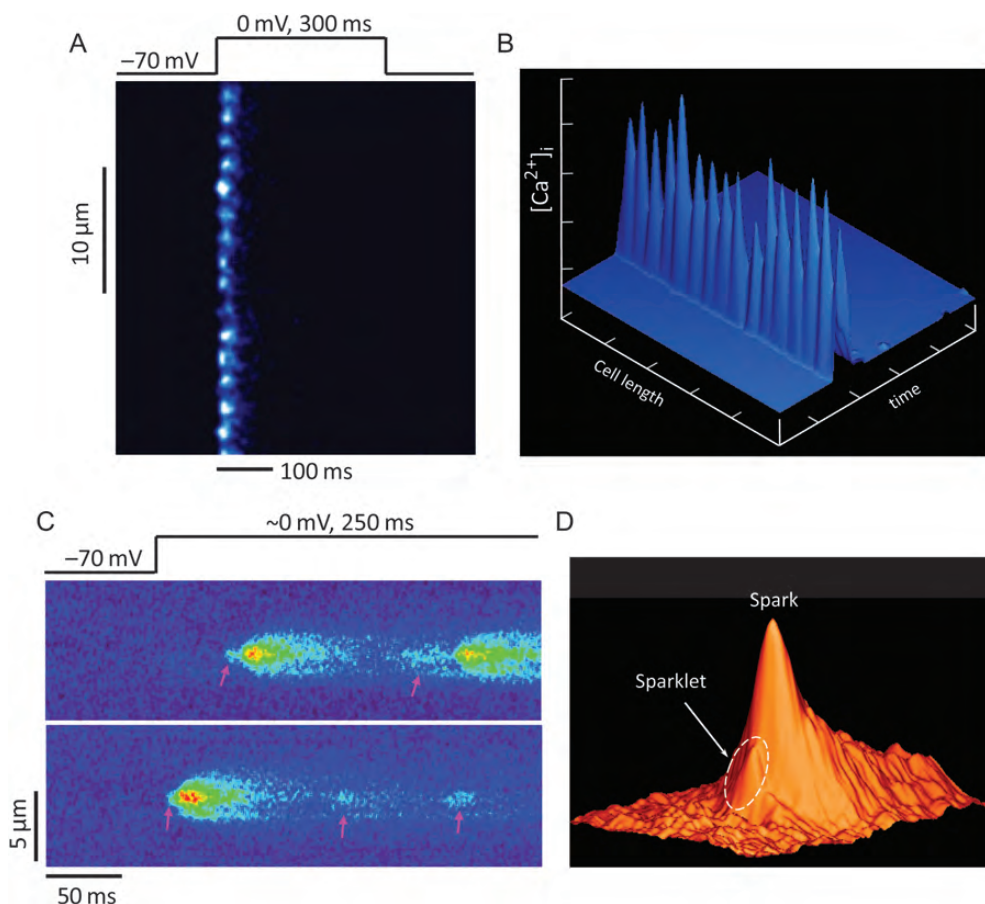 A
0 mV, 300 ms
–70 mV
10 µm
100 ms
B
[Ca²⁺]i
Cell length
time
C
~0 mV, 250 ms
–70 mV
5 µm
50 ms
D
Spark
Sparklet